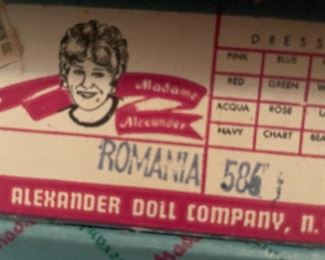 DRESS
PINK BLUE
RED GREEN
Madame ACQUA ROSE
Alexander NAVY CHART
ROMANIA 586
ALEXANDER DOLL COMPANY, N.